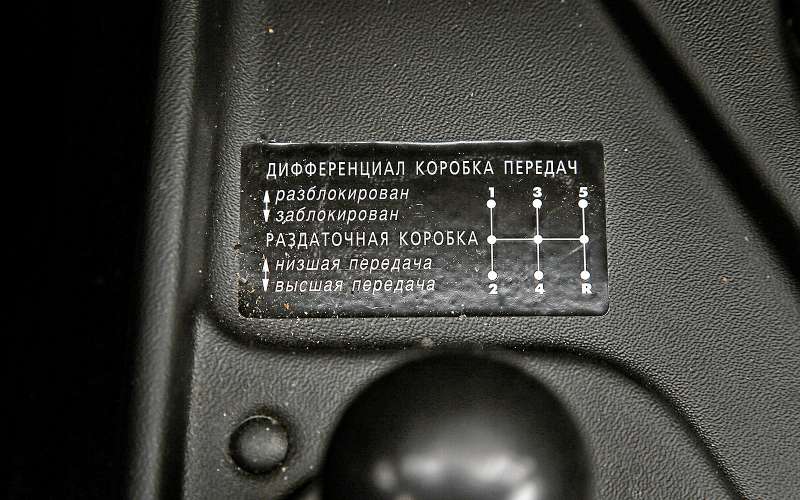 ДИФФЕРЕНЦИАЛ КОРОБКА ПЕРЕДАЧ
разблокирован 1 3 5
заблокирован
РАЗДАТОЧНАЯ КОРОБКА
низшая передача
высшая передача 2 4 R